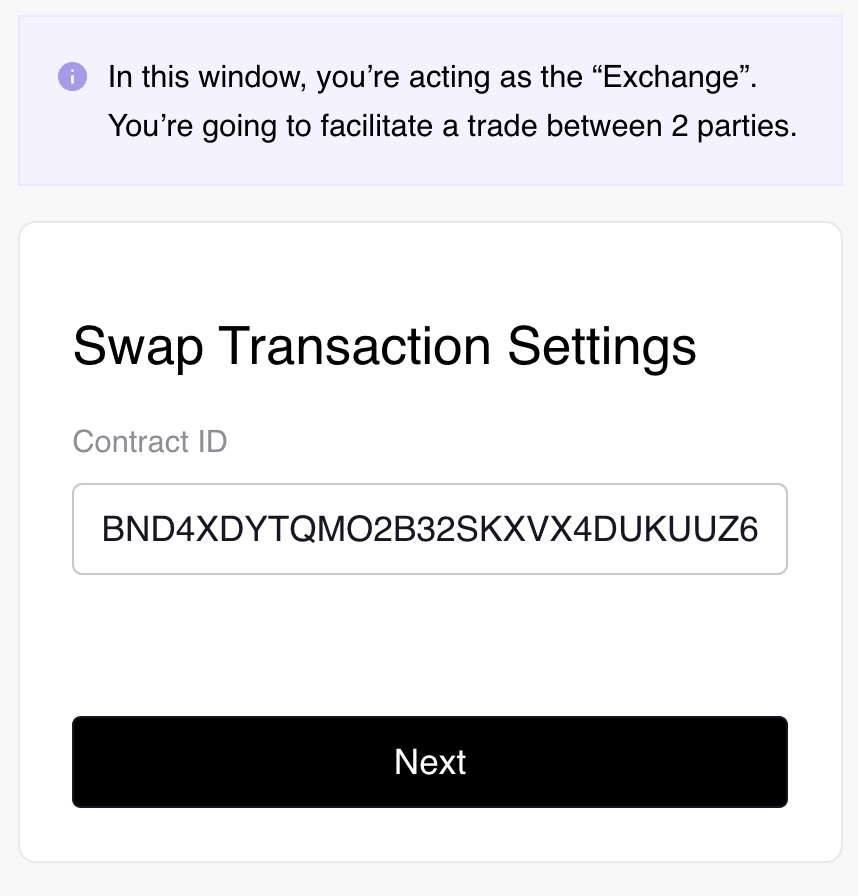 In this window, you’re acting as the “Exchange”.
You’re going to facilitate a trade between 2 parties.
Swap Transaction Settings
Contract ID
BND4XDYTQMO2B32SKXVX4DUKUUZ6
Next